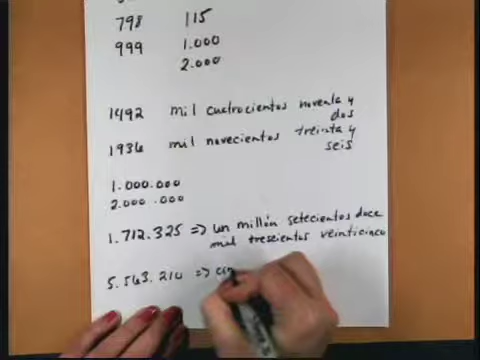 798 115
999 1.000
2.000
1492 mil cuatrocientos noventa y
dos
1936 mil novecientos treinta y
seis
1.000.000
2.000.000
1.712.325 => un millón setecientos doce
mil trescientos veinticinco
5.563.210 => cin